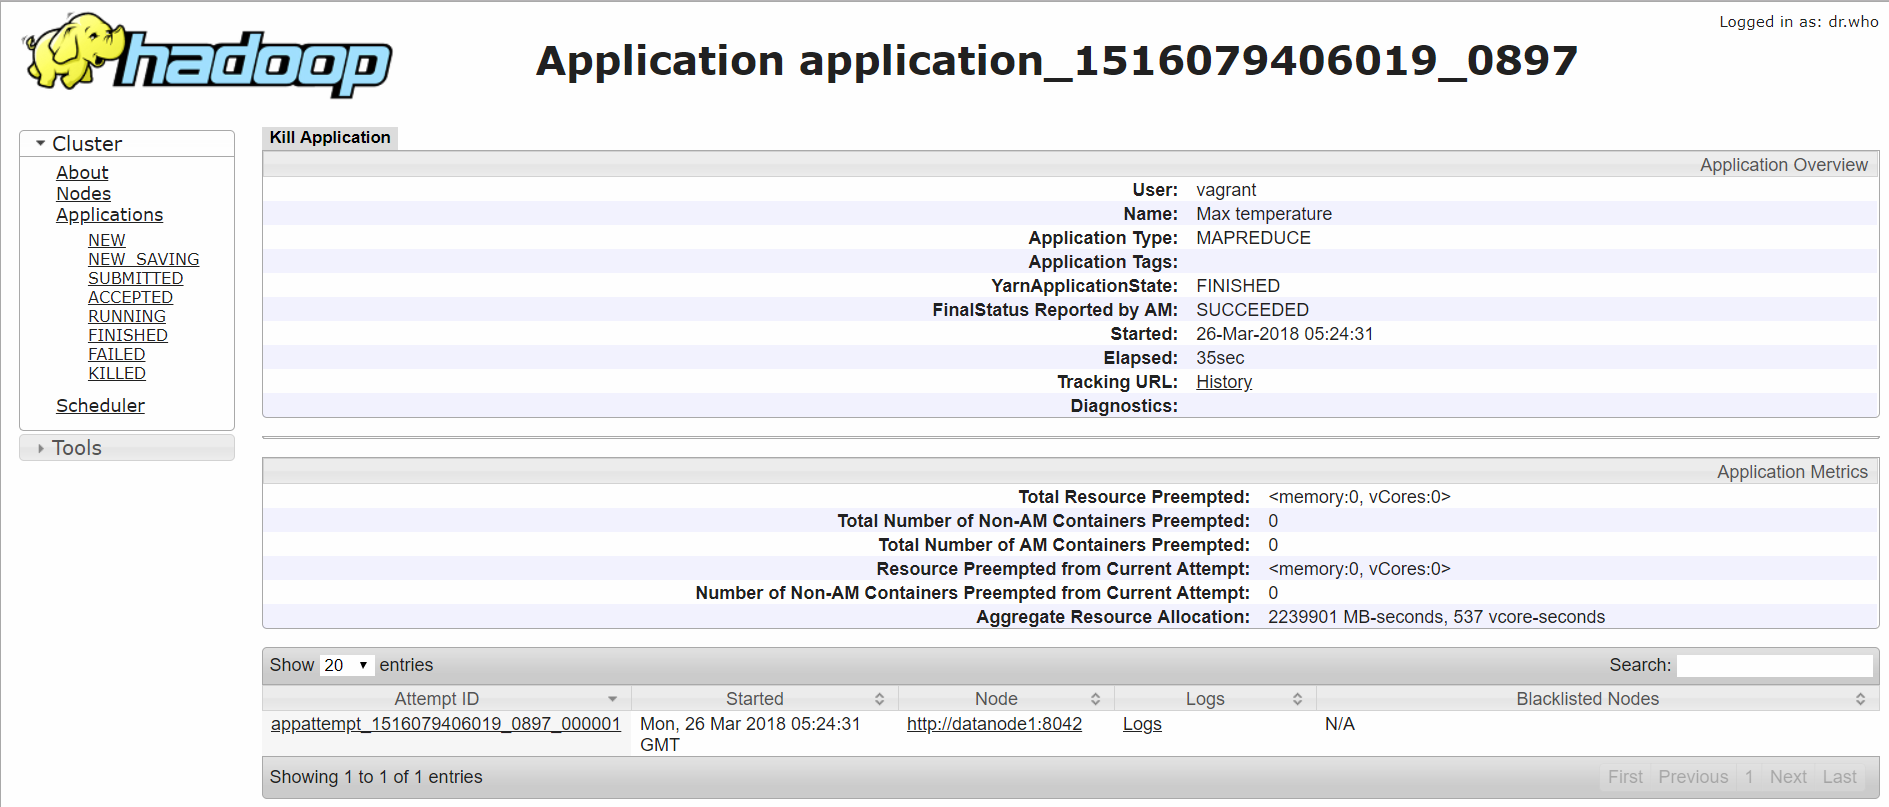 hadoop
Logged in as: dr.who
Application application_1516079406019_0897
Cluster
About
Nodes
Applications
NEW
NEW_SAVING
SUBMITTED
ACCEPTED
RUNNING
FINISHED
FAILED
KILLED
Scheduler
Tools
Kill Application
Application Overview
User: vagrant
Name: Max temperature
Application Type: MAPREDUCE
Application Tags:
YarnApplicationState: FINISHED
FinalStatus Reported by AM: SUCCEEDED
Started: 26-Mar-2018 05:24:31
Elapsed: 35sec
Tracking URL: History
Diagnostics:
Application Metrics
Total Resource Preempted: <memory:0, vCores:0>
Total Number of Non-AM Containers Preempted: 0
Total Number of AM Containers Preempted: 0
Resource Preempted from Current Attempt: <memory:0, vCores:0>
Number of Non-AM Containers Preempted from Current Attempt: 0
Aggregate Resource Allocation: 2239901 MB-seconds, 537 vcore-seconds
Show 20 entries Search:
Attempt ID Started Node Logs Blacklisted Nodes
appattempt_1516079406019_0897_000001 Mon, 26 Mar 2018 05:24:31 http://datanode1:8042 Logs N/A
GMT
Showing 1 to 1 of 1 entries First Previous 1 Next Last